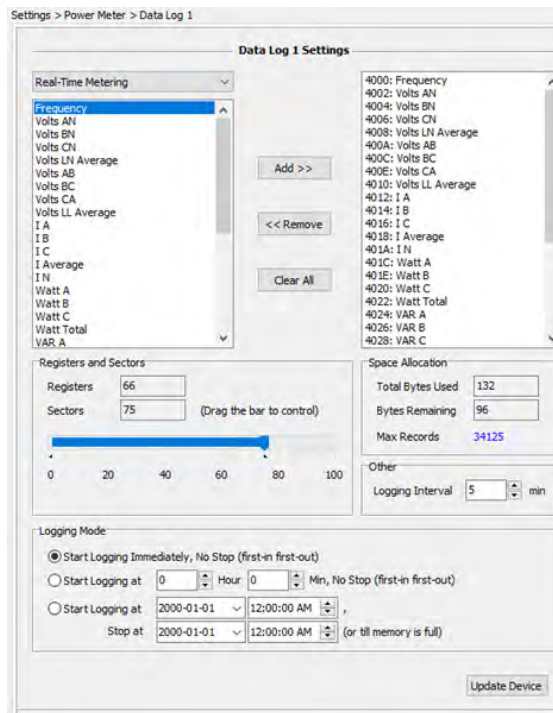 Settings > Power Meter > Data Log 1
Data Log 1 Settings
Real-Time Metering
Frequency
Volts AN
Volts BN
Volts CN
Volts LN Average
Volts AB
Volts BC
Volts CA
Volts LL Average
I A
I B
I C
I Average
I N
Watt A
Watt B
Watt C
Watt Total
VAR A
Add >>
<< Remove
Clear All
4000: Frequency
4002: Volts AN
4004: Volts BN
4006: Volts CN
4008: Volts LN Average
400A: Volts AB
400C: Volts BC
400E: Volts CA
4010: Volts LL Average
4012: I A
4014: I B
4016: I C
4018: I Average
401A: I N
401C: Watt A
401E: Watt B
4020: Watt C
4022: Watt Total
4024: VAR A
4026: VAR B
4028: VAR C
Registers and Sectors
Registers 66
Sectors 75 (Drag the bar to control)
0 20 40 60 80 100
Space Allocation
Total Bytes Used 132
Bytes Remaining 96
Max Records 34125
Other
Logging Interval 5 min
Logging Mode
Start Logging Immediately, No Stop (first-in first-out)
Start Logging at 0 Hour 0 Min, No Stop (first-in first-out)
Start Logging at 2000-01-01 12:00:00 AM ,
Stop at 2000-01-01 12:00:00 AM (or till memory is full)
Update Device